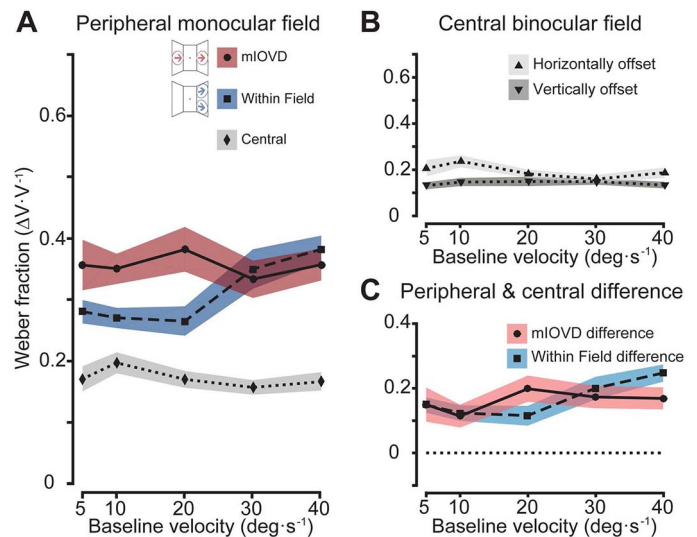 A Peripheral monocular field
mIOVD
Within Field
Central
Weber fraction (ΔV·V⁻¹)
0.6
0.4
0.2
0
5 10 20 30 40
Baseline velocity (deg·s⁻¹)
B Central binocular field
Horizontally offset
Vertically offset
0.6
0.4
0.2
0
5 10 20 30 40
Baseline velocity (deg·s⁻¹)
C Peripheral & central difference
mIOVD difference
Within Field difference
0.4
0.2
0
5 10 20 30 40
Baseline velocity (deg·s⁻¹)